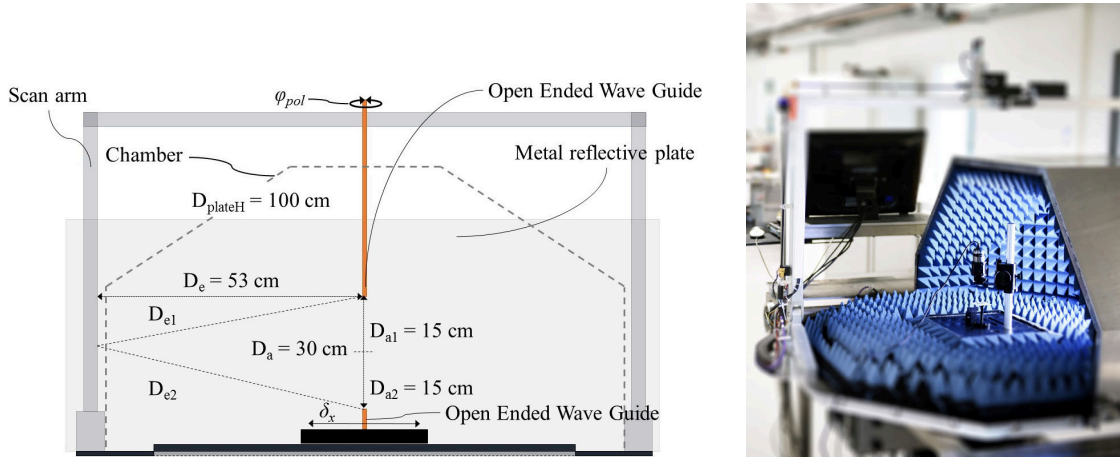 φpol
Scan arm
Open Ended Wave Guide
Chamber
Metal reflective plate
DplateH = 100 cm
De = 53 cm
De1
Da1 = 15 cm
Da = 30 cm
De2
Da2 = 15 cm
δx
Open Ended Wave Guide